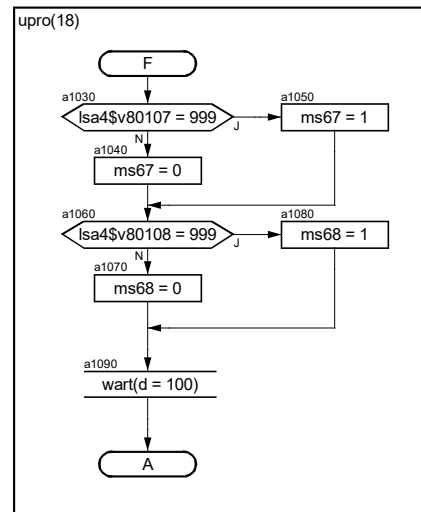 upro(18)
F
a1030
lsa4$v80107 = 999
J
N
a1050
ms67 = 1
a1040
ms67 = 0
a1060
lsa4$v80108 = 999
J
N
a1080
ms68 = 1
a1070
ms68 = 0
a1090
wart(d = 100)
A